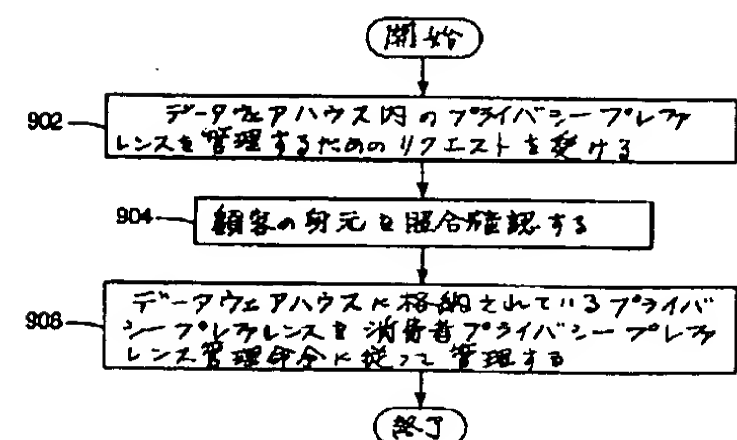 開始
902
データウェアハウス内のプライバシープレファ
レンスを管理するためのリクエストを受ける
904
顧客の身元を照合確認する
906
データウェアハウスに格納されているプライバ
シープレファレンスを消費者プライバシープレファ
レンス管理命令に従って管理する
終了